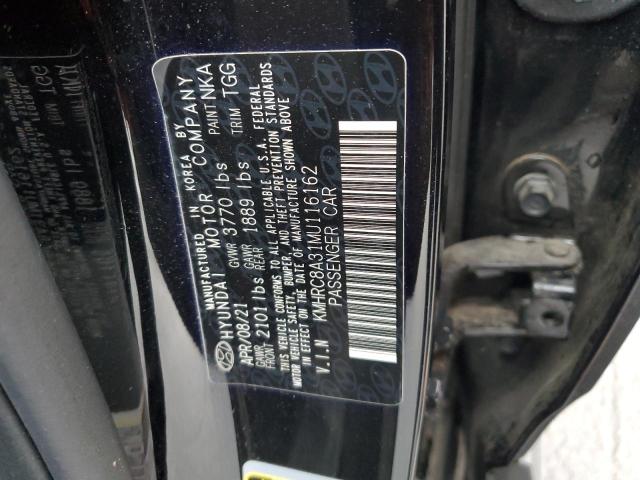 MANUFACTURED IN KOREA BY
HYUNDAI MOTOR COMPANY
APR/08/21 GVWR 3770 lbs PAINT NKA
GAWR FRONT 2101 lbs GAWR REAR 1889 lbs TRIM TGG
THIS VEHICLE CONFORMS TO ALL APPLICABLE U.S.A. FEDERAL
MOTOR VEHICLE SAFETY, BUMPER, AND THEFT PREVENTION STANDARDS
IN EFFECT ON THE DATE OF MANUFACTURE SHOWN ABOVE.
V.I.N KMHRC8A31MU116162
PASSENGER CAR